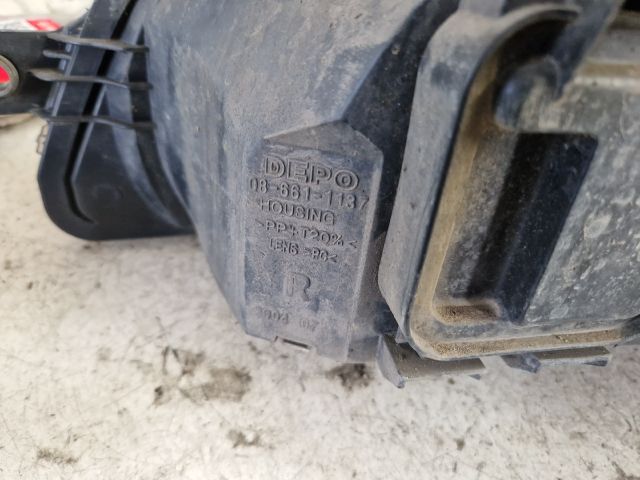 DEPO
08-661-1137
HOUSING
>PP+T20%<
LENS >PC<
R